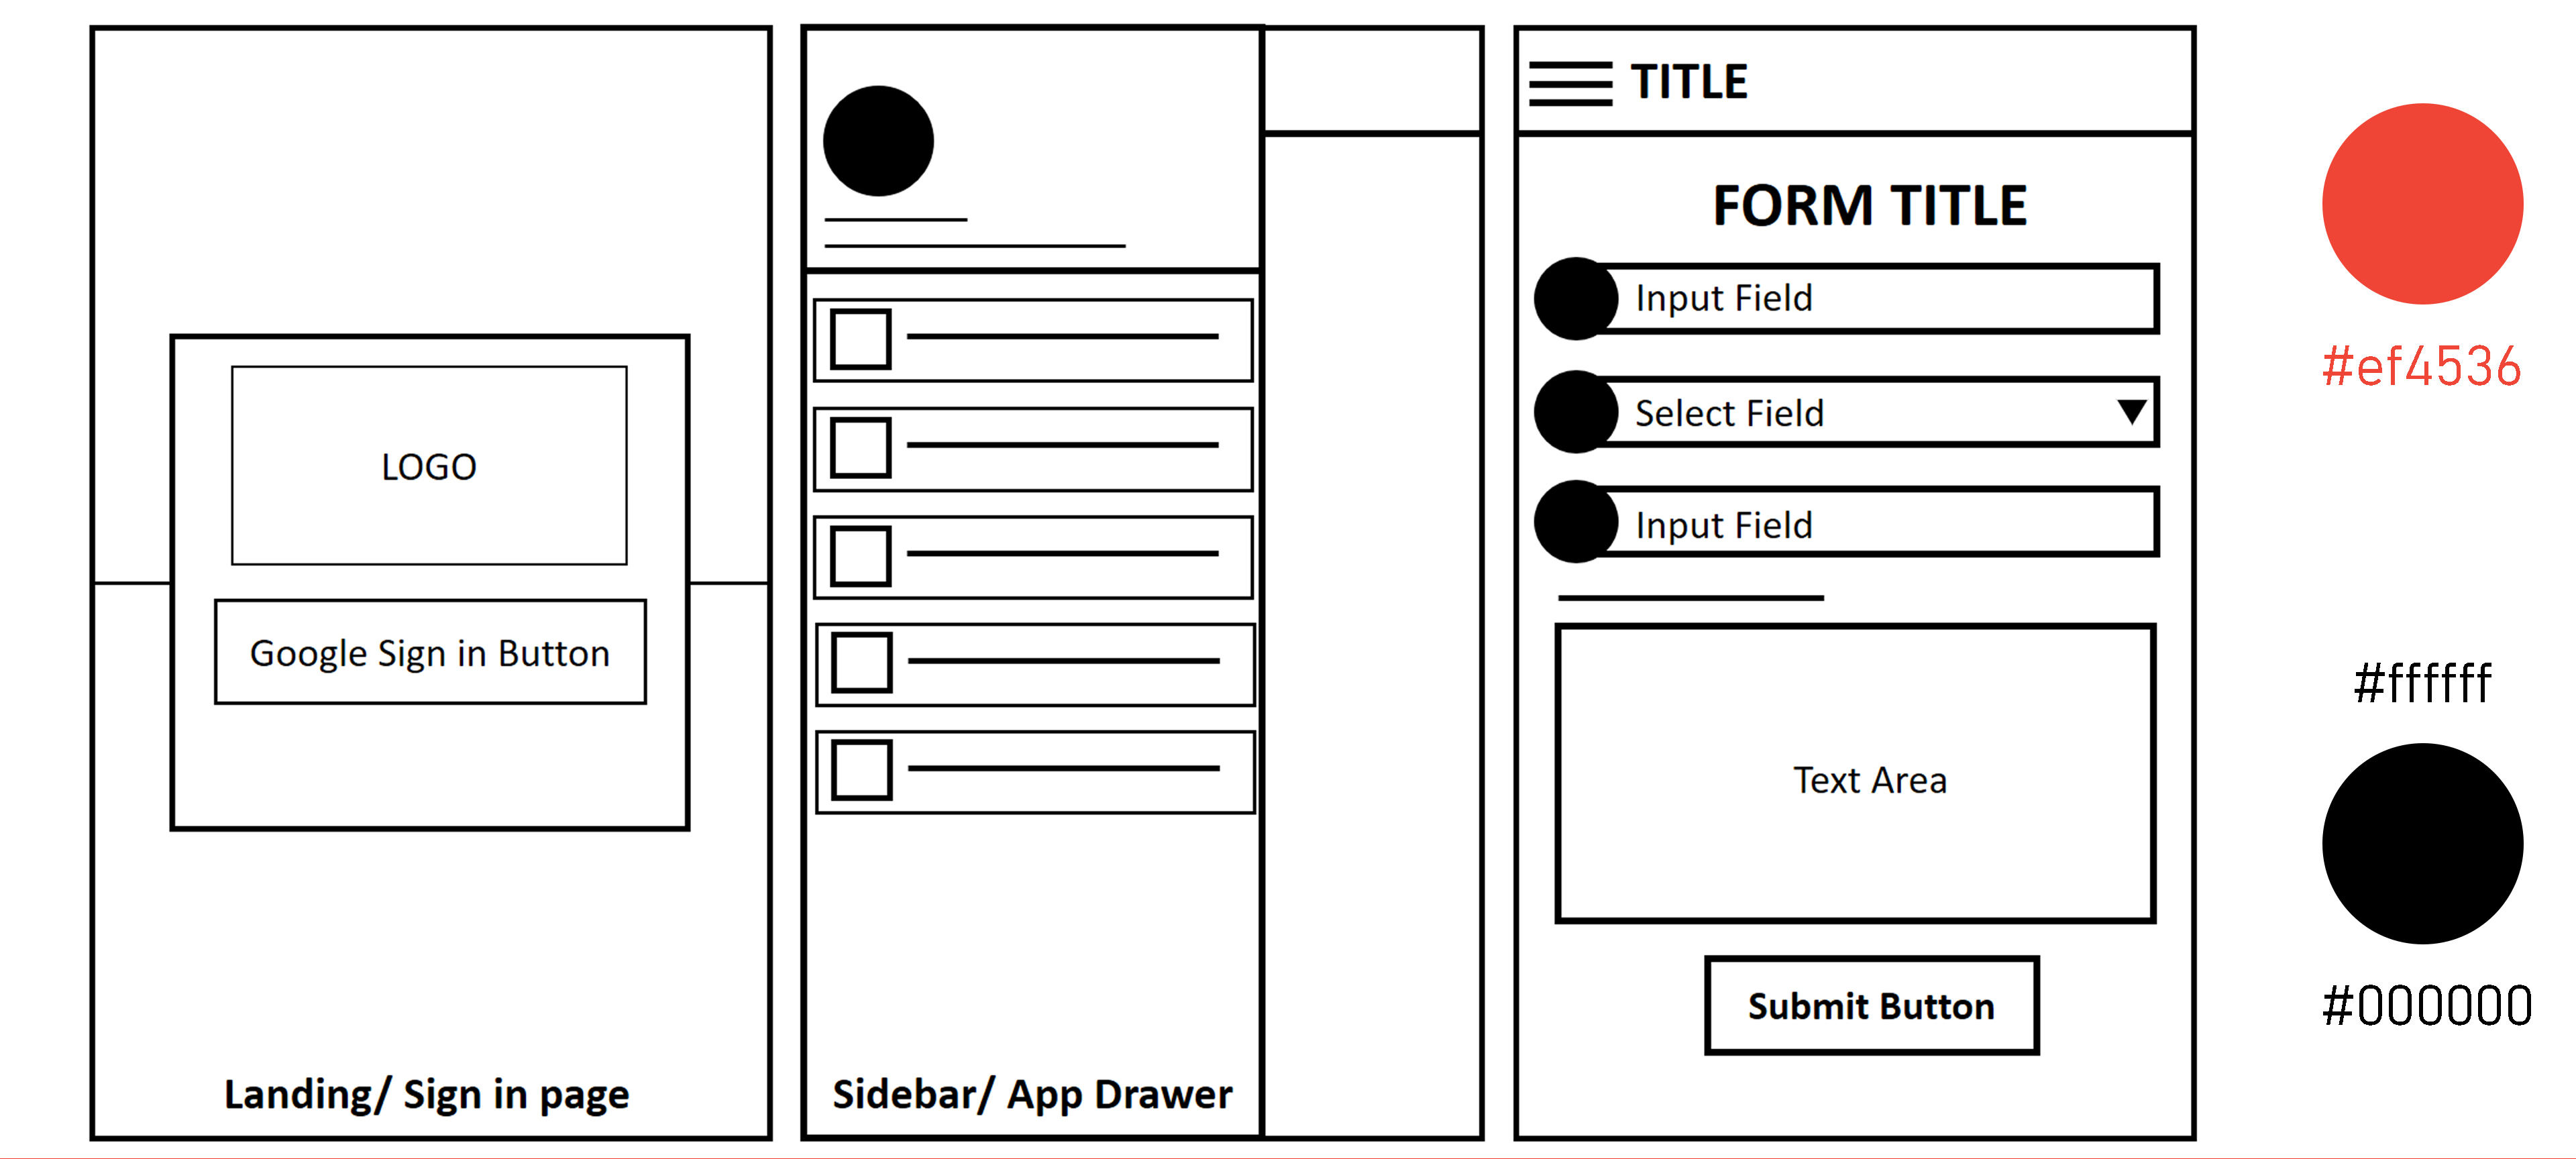 LOGO
Google Sign in Button
Landing/ Sign in page
Sidebar/ App Drawer
TITLE
FORM TITLE
Input Field
Select Field
Input Field
Text Area
Submit Button
#ef4536
#ffffff
#000000